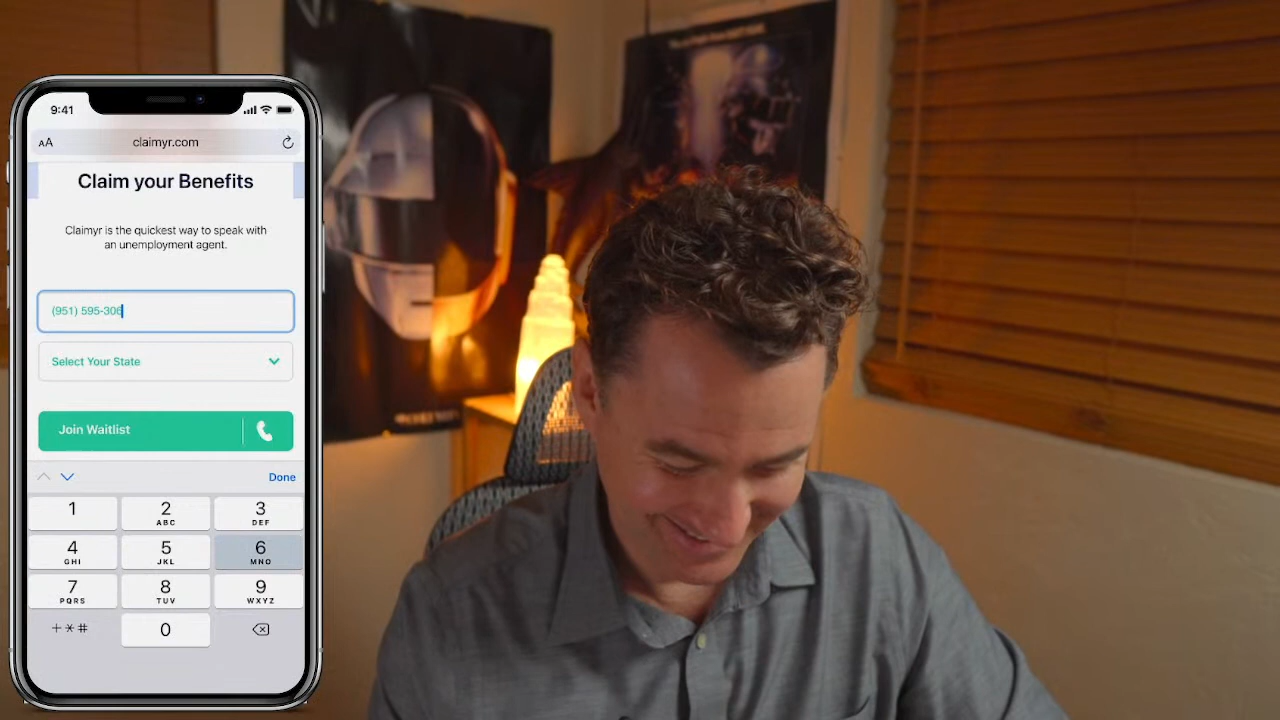 9:41
AA
claimyr.com
Claim your Benefits
Claimyr is the quickest way to speak with
an unemployment agent.
(951) 595-306
Select Your State
Join Waitlist
Done
1
2
ABC
3
DEF
4
GHI
5
JKL
6
MNO
7
PQRS
8
TUV
9
WXYZ
+*#
0